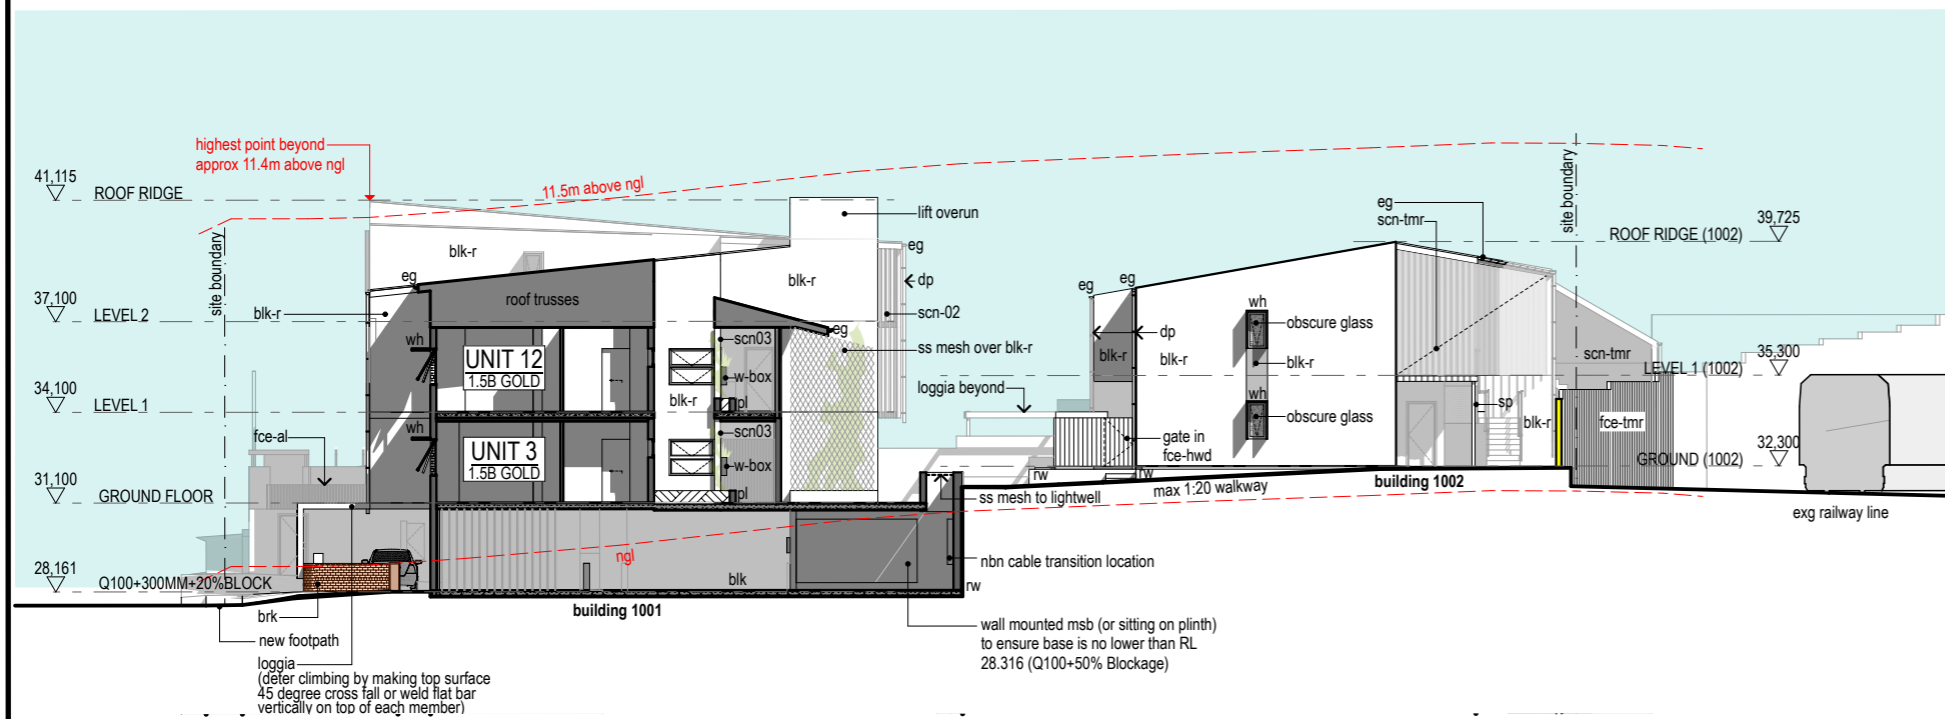 highest point beyond
approx 11.4m above ngl
41,115
ROOF RIDGE
11.5m above ngl
lift overun
site boundary
blk-r
eg
eg
blk-r
dp
scn-02
37,100
LEVEL 2
blk-r
roof trusses
eg
ss mesh over blk-r
wh
UNIT 12
1.5B GOLD
scn03
w-box
pl
blk-r
34,100
LEVEL 1
loggia beyond
wh
UNIT 3
1.5B GOLD
scn03
w-box
pl
fce-al
31,100
GROUND FLOOR
ss mesh to lightwell
28,161
Q100+300MM+20%BLOCK
ngl
blk
nbn cable transition location
rw
building 1001
brk
new footpath
loggia
(deter climbing by making top surface
45 degree cross fall or weld flat bar
vertically on top of each member)
wall mounted msb (or sitting on plinth)
to ensure base is no lower than RL
28.316 (Q100+50% Blockage)
eg
scn-tmr
site boundary
39,725
ROOF RIDGE (1002)
eg
eg
dp
blk-r
blk-r
wh
obscure glass
blk-r
scn-tmr
35,300
LEVEL 1 (1002)
wh
obscure glass
sp
blk-r
fce-tmr
gate in
fce-hwd
32,300
GROUND (1002)
rw
rw
max 1:20 walkway
building 1002
exg railway line